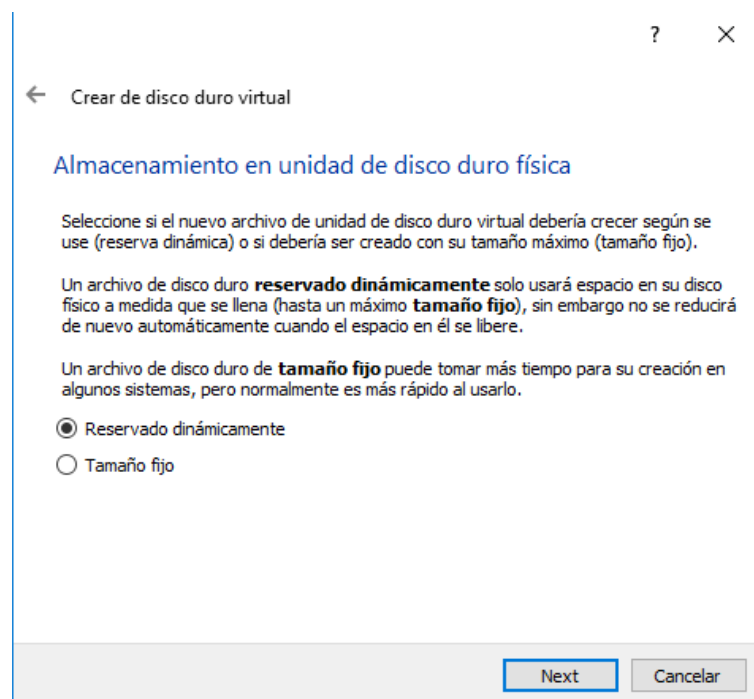 ?
Crear de disco duro virtual
Almacenamiento en unidad de disco duro física
Seleccione si el nuevo archivo de unidad de disco duro virtual debería crecer según se
use (reserva dinámica) o si debería ser creado con su tamaño máximo (tamaño fijo).
Un archivo de disco duro reservado dinámicamente solo usará espacio en su disco
físico a medida que se llena (hasta un máximo tamaño fijo), sin embargo no se reducirá
de nuevo automáticamente cuando el espacio en él se libere.
Un archivo de disco duro de tamaño fijo puede tomar más tiempo para su creación en
algunos sistemas, pero normalmente es más rápido al usarlo.
Reservado dinámicamente
Tamaño fijo
Next Cancelar